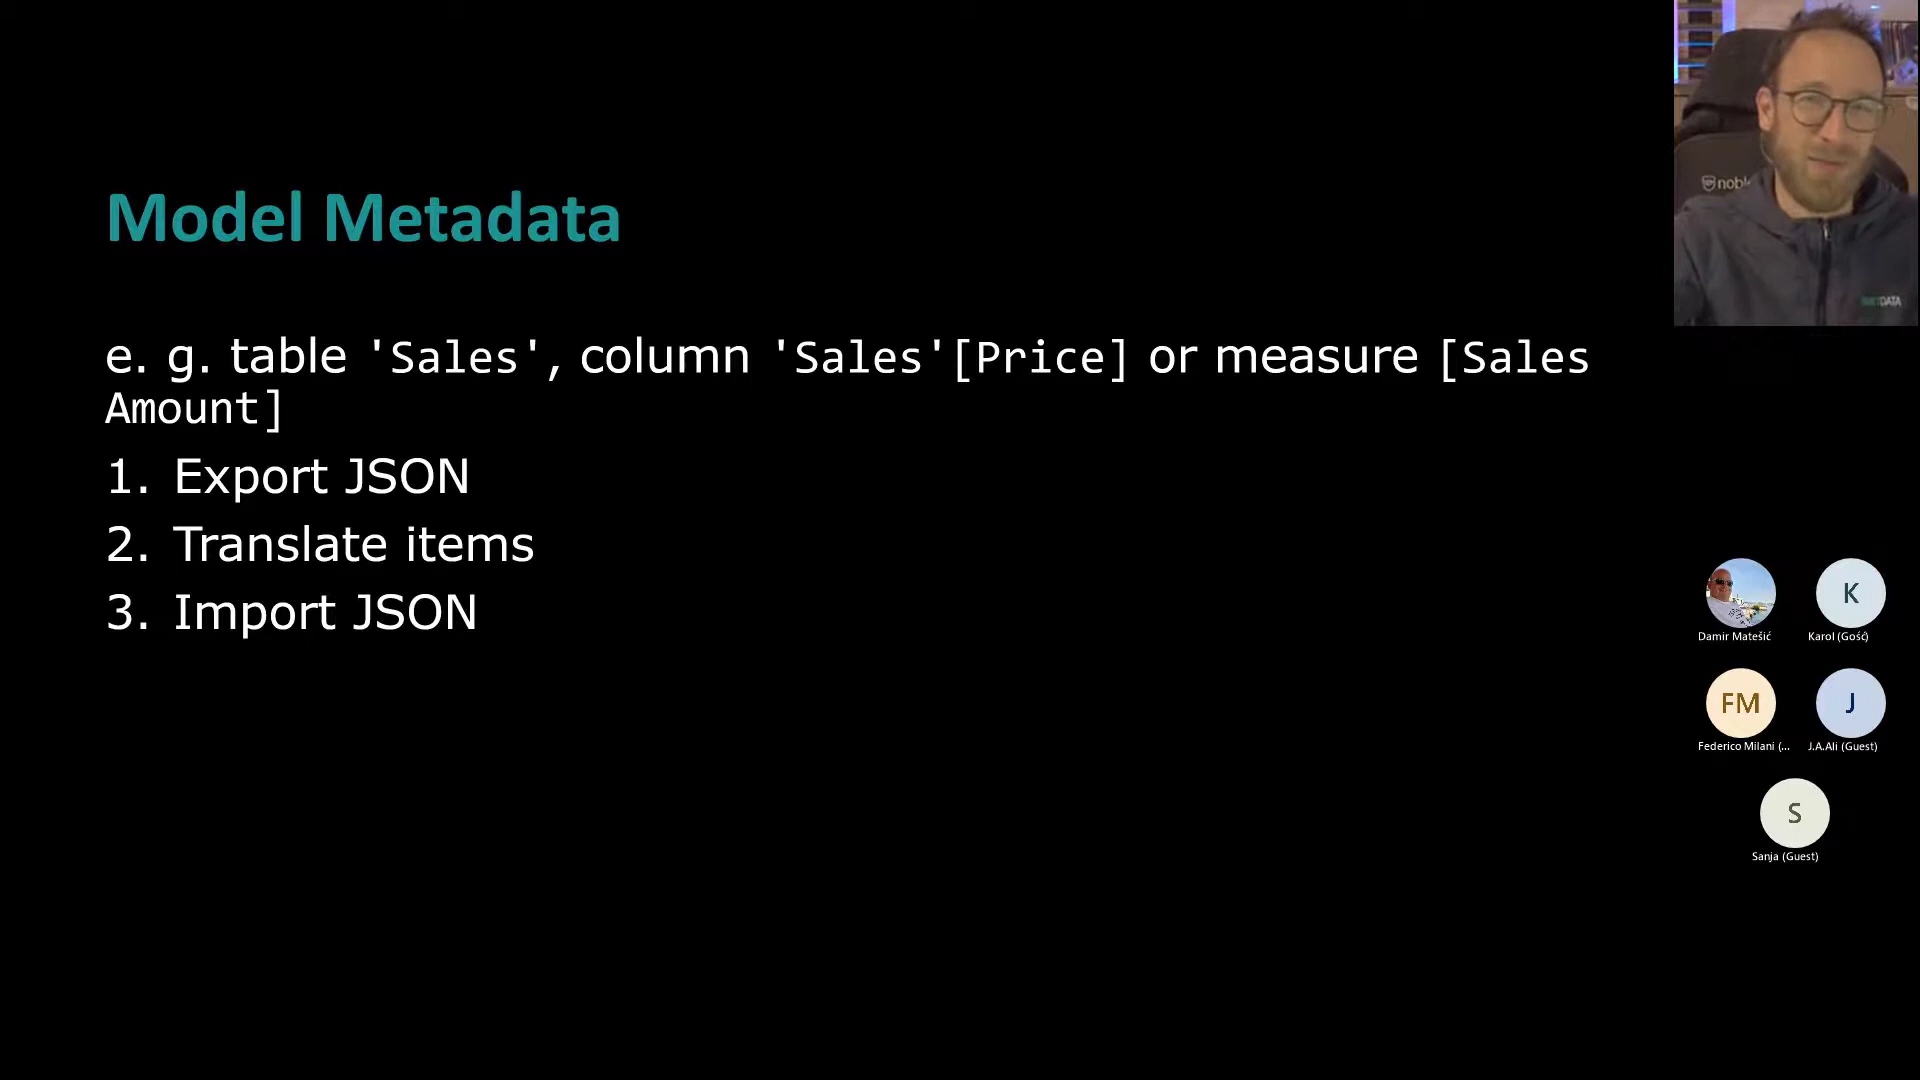 Model Metadata
e. g. table 'Sales', column 'Sales'[Price] or measure [Sales
Amount]
1. Export JSON
2. Translate items
3. Import JSON
K
Damir Matešić
Karol (Gość)
FM
J
Federico Milani (...
J.A.Ali (Guest)
S
Sanja (Guest)